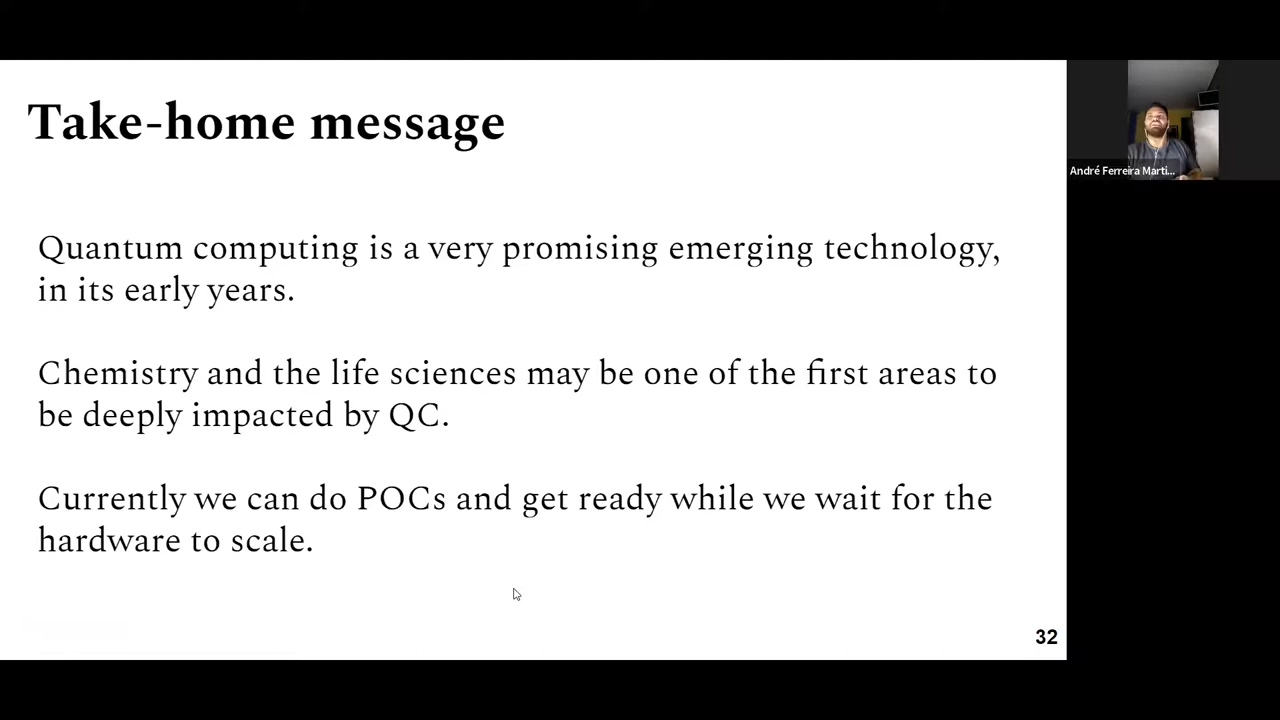 Take-home message
Quantum computing is a very promising emerging technology,
in its early years.
Chemistry and the life sciences may be one of the first areas to
be deeply impacted by QC.
Currently we can do POCs and get ready while we wait for the
hardware to scale.
32
André Ferreira Marti...